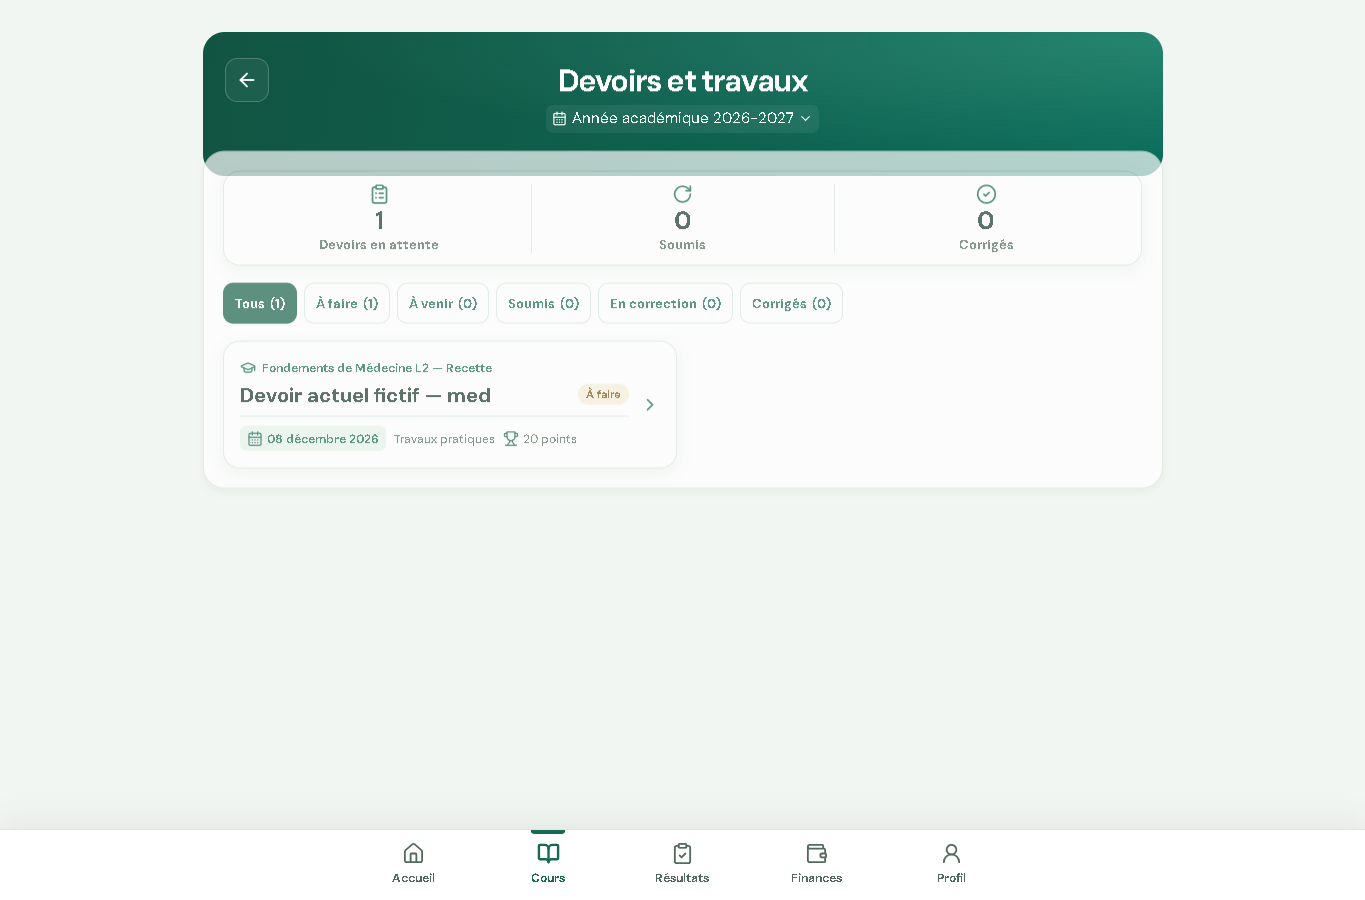 Devoirs et travaux
Année académique 2026-2027
1
Devoirs en attente
0
Soumis
0
Corrigés
Tous (1)
À faire (1)
À venir (0)
Soumis (0)
En correction (0)
Corrigés (0)
Fondements de Médecine L2 — Recette
Devoir actuel fictif — med
À faire
08 décembre 2026
Travaux pratiques
20 points
Accueil
Cours
Résultats
Finances
Profil